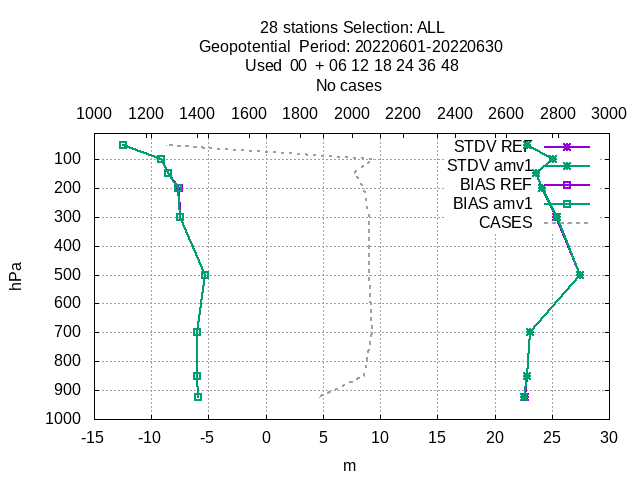 28 stations Selection: ALL
Geopotential Period: 20220601-20220630
Used 00 + 06 12 18 24 36 48
No cases
1000 1200 1400 1600 1800 2000 2200 2400 2600 2800 3000
STDV REF
STDV amv1
BIAS REF
BIAS amv1
CASES
100
200
300
400
500
600
700
800
900
1000
hPa
-15 -10 -5 0 5 10 15 20 25 30
m